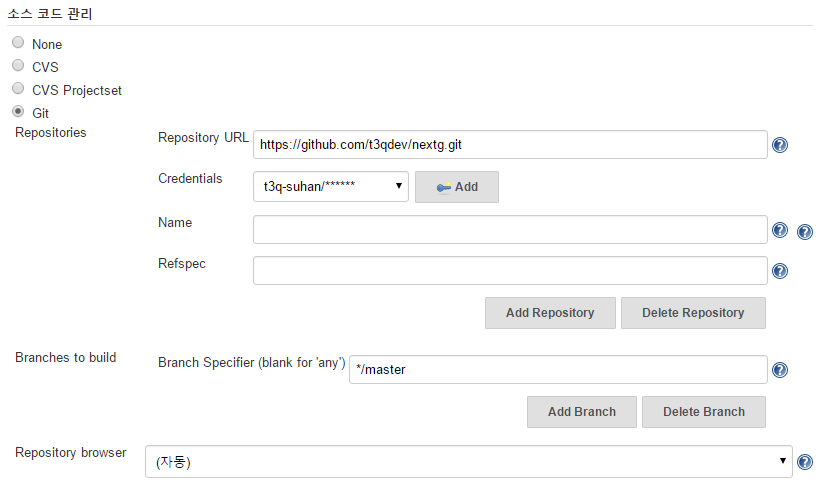 소스 코드 관리
None
CVS
CVS Projectset
Git
Repositories
Repository URL https://github.com/t3qdev/nextg.git
Credentials t3q-suhan/****** Add
Name
Refspec
Add Repository Delete Repository
Branches to build Branch Specifier (blank for 'any') */master
Add Branch Delete Branch
Repository browser (자동)